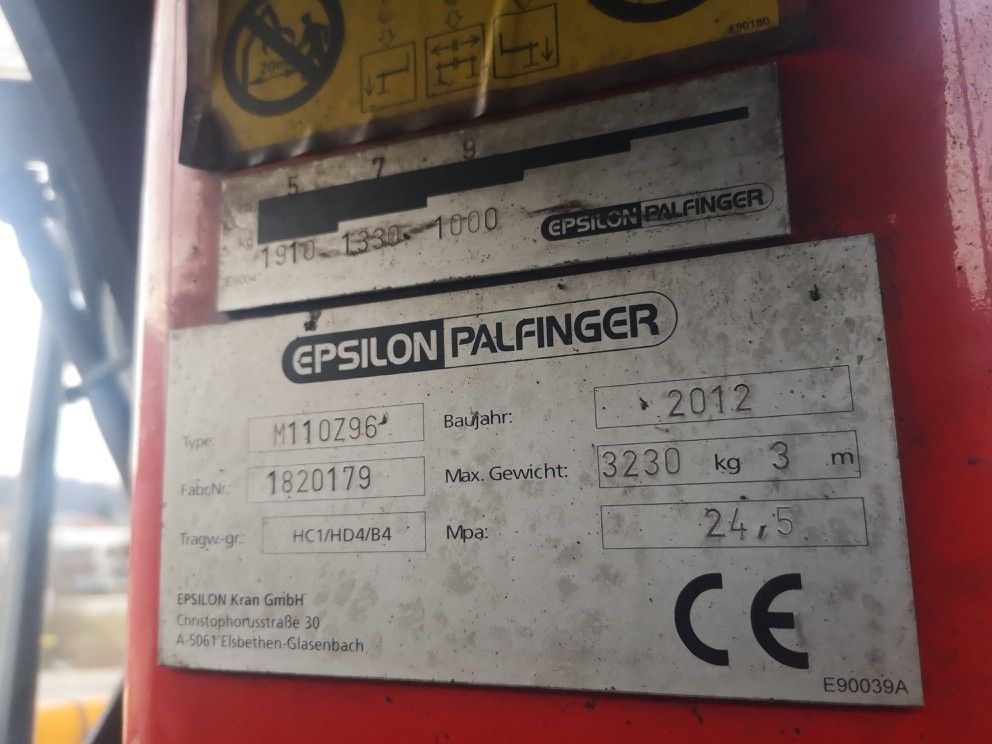 20m
E90180
5 7 9
kg 1910 1330 1000
EPSILON PALFINGER
EPSILON PALFINGER
Type: M110Z96
Baujahr: 2012
Fabr.Nr.: 1820179
Max. Gewicht: 3230 kg 3 m
Tragw.-gr.: HC1/HD4/B4
Mpa: 24,5
EPSILON Kran GmbH
Christophorusstraße 30
A-5061 Elsbethen-Glasenbach
CE
E90039A